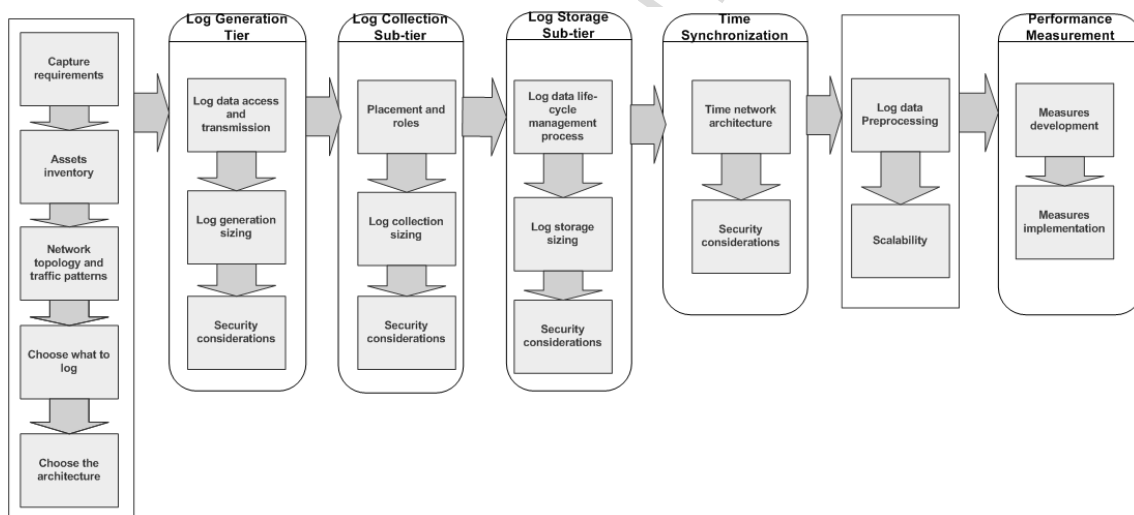 Capture
requirements
Assets
inventory
Network
topology and
traffic patterns
Choose what to
log
Choose the
architecture
Log Generation
Tier
Log data access
and
transmission
Log generation
sizing
Security
considerations
Log Collection
Sub-tier
Placement and
roles
Log collection
sizing
Security
considerations
Log Storage
Sub-tier
Log data life-
cycle
management
process
Log storage
sizing
Security
considerations
Time
Synchronization
Time network
architecture
Security
considerations
Log data
Preprocessing
Scalability
Performance
Measurement
Measures
development
Measures
implementation